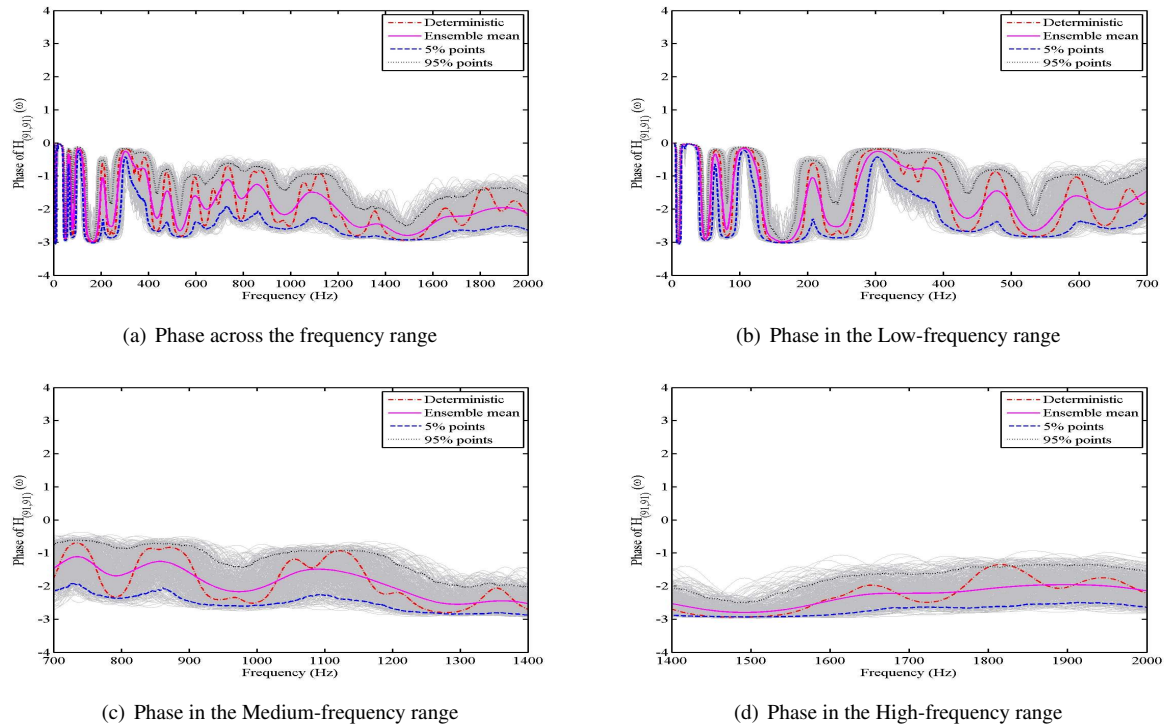 4
3
2
1
0
-1
-2
-3
-4
Phase of H(91,91) (ω)
Deterministic
Ensemble mean
5% points
95% points
0 200 400 600 800 1000 1200 1400 1600 1800 2000
Frequency (Hz)
(a) Phase across the frequency range
4
3
2
1
0
-1
-2
-3
-4
Phase of H(91,91) (ω)
Deterministic
Ensemble mean
5% points
95% points
0 100 200 300 400 500 600 700
Frequency (Hz)
(b) Phase in the Low-frequency range
4
3
2
1
0
-1
-2
-3
-4
Phase of H(91,91) (ω)
Deterministic
Ensemble mean
5% points
95% points
700 800 900 1000 1100 1200 1300 1400
Frequency (Hz)
(c) Phase in the Medium-frequency range
4
3
2
1
0
-1
-2
-3
-4
Phase of H(91,91) (ω)
Deterministic
Ensemble mean
5% points
95% points
1400 1500 1600 1700 1800 1900 2000
Frequency (Hz)
(d) Phase in the High-frequency range